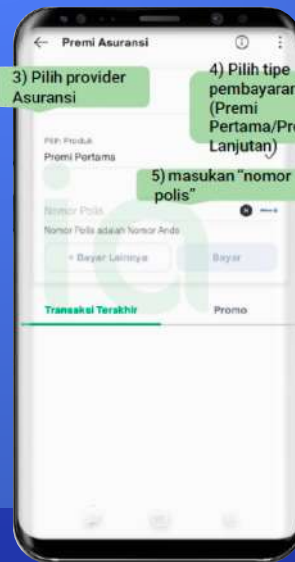 Premi Asuransi
3) Pilih provider
Asuransi
4) Pilih tipe
pembayaran
(Premi
Pertama/Pre
Lanjutan)
Pilih Produk
Premi Pertama
5) masukan “nomor
polis”
Nomor Polis
Nomor Polis adalah Nomor Anda
+ Bayar Lainnya
Bayar
Transaksi Terakhir
Promo